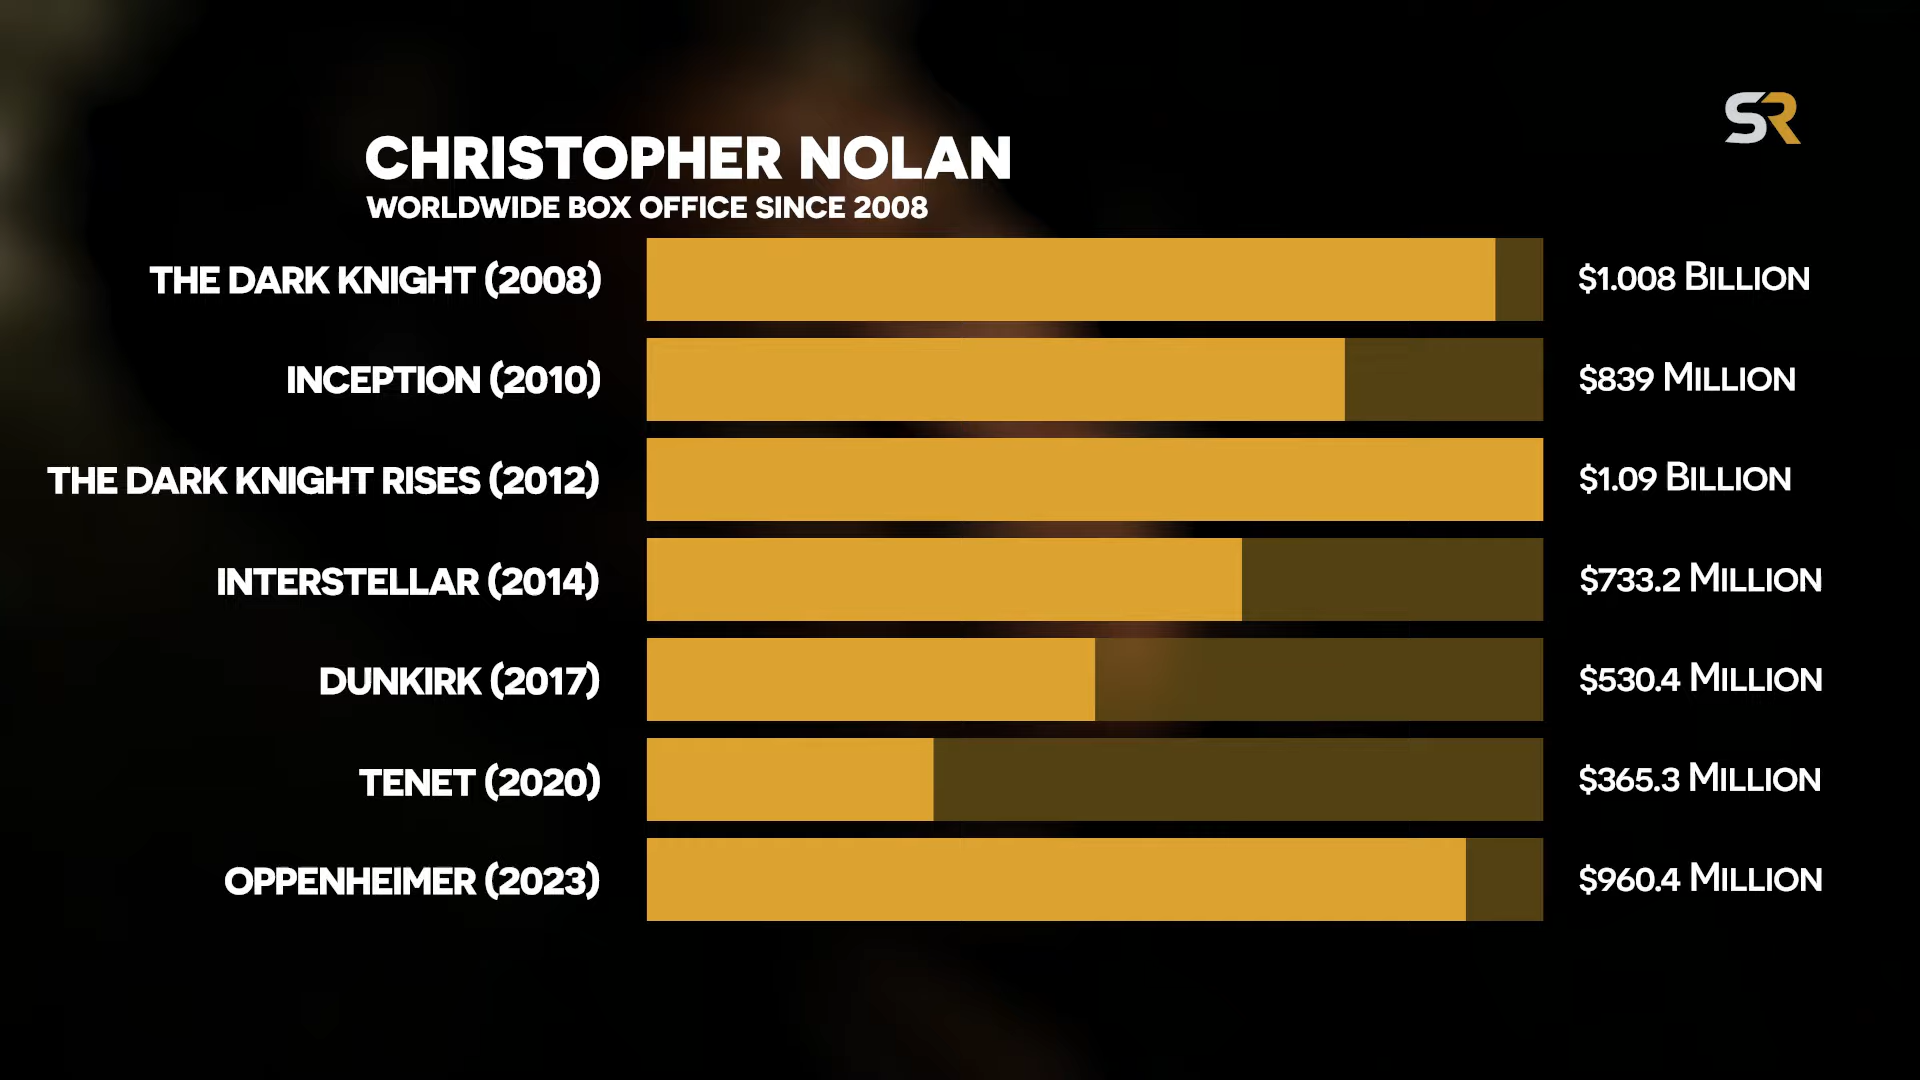 SR
CHRISTOPHER NOLAN
WORLDWIDE BOX OFFICE SINCE 2008
THE DARK KNIGHT (2008) $1.008 BILLION
INCEPTION (2010) $839 MILLION
THE DARK KNIGHT RISES (2012) $1.09 BILLION
INTERSTELLAR (2014) $733.2 MILLION
DUNKIRK (2017) $530.4 MILLION
TENET (2020) $365.3 MILLION
OPPENHEIMER (2023) $960.4 MILLION